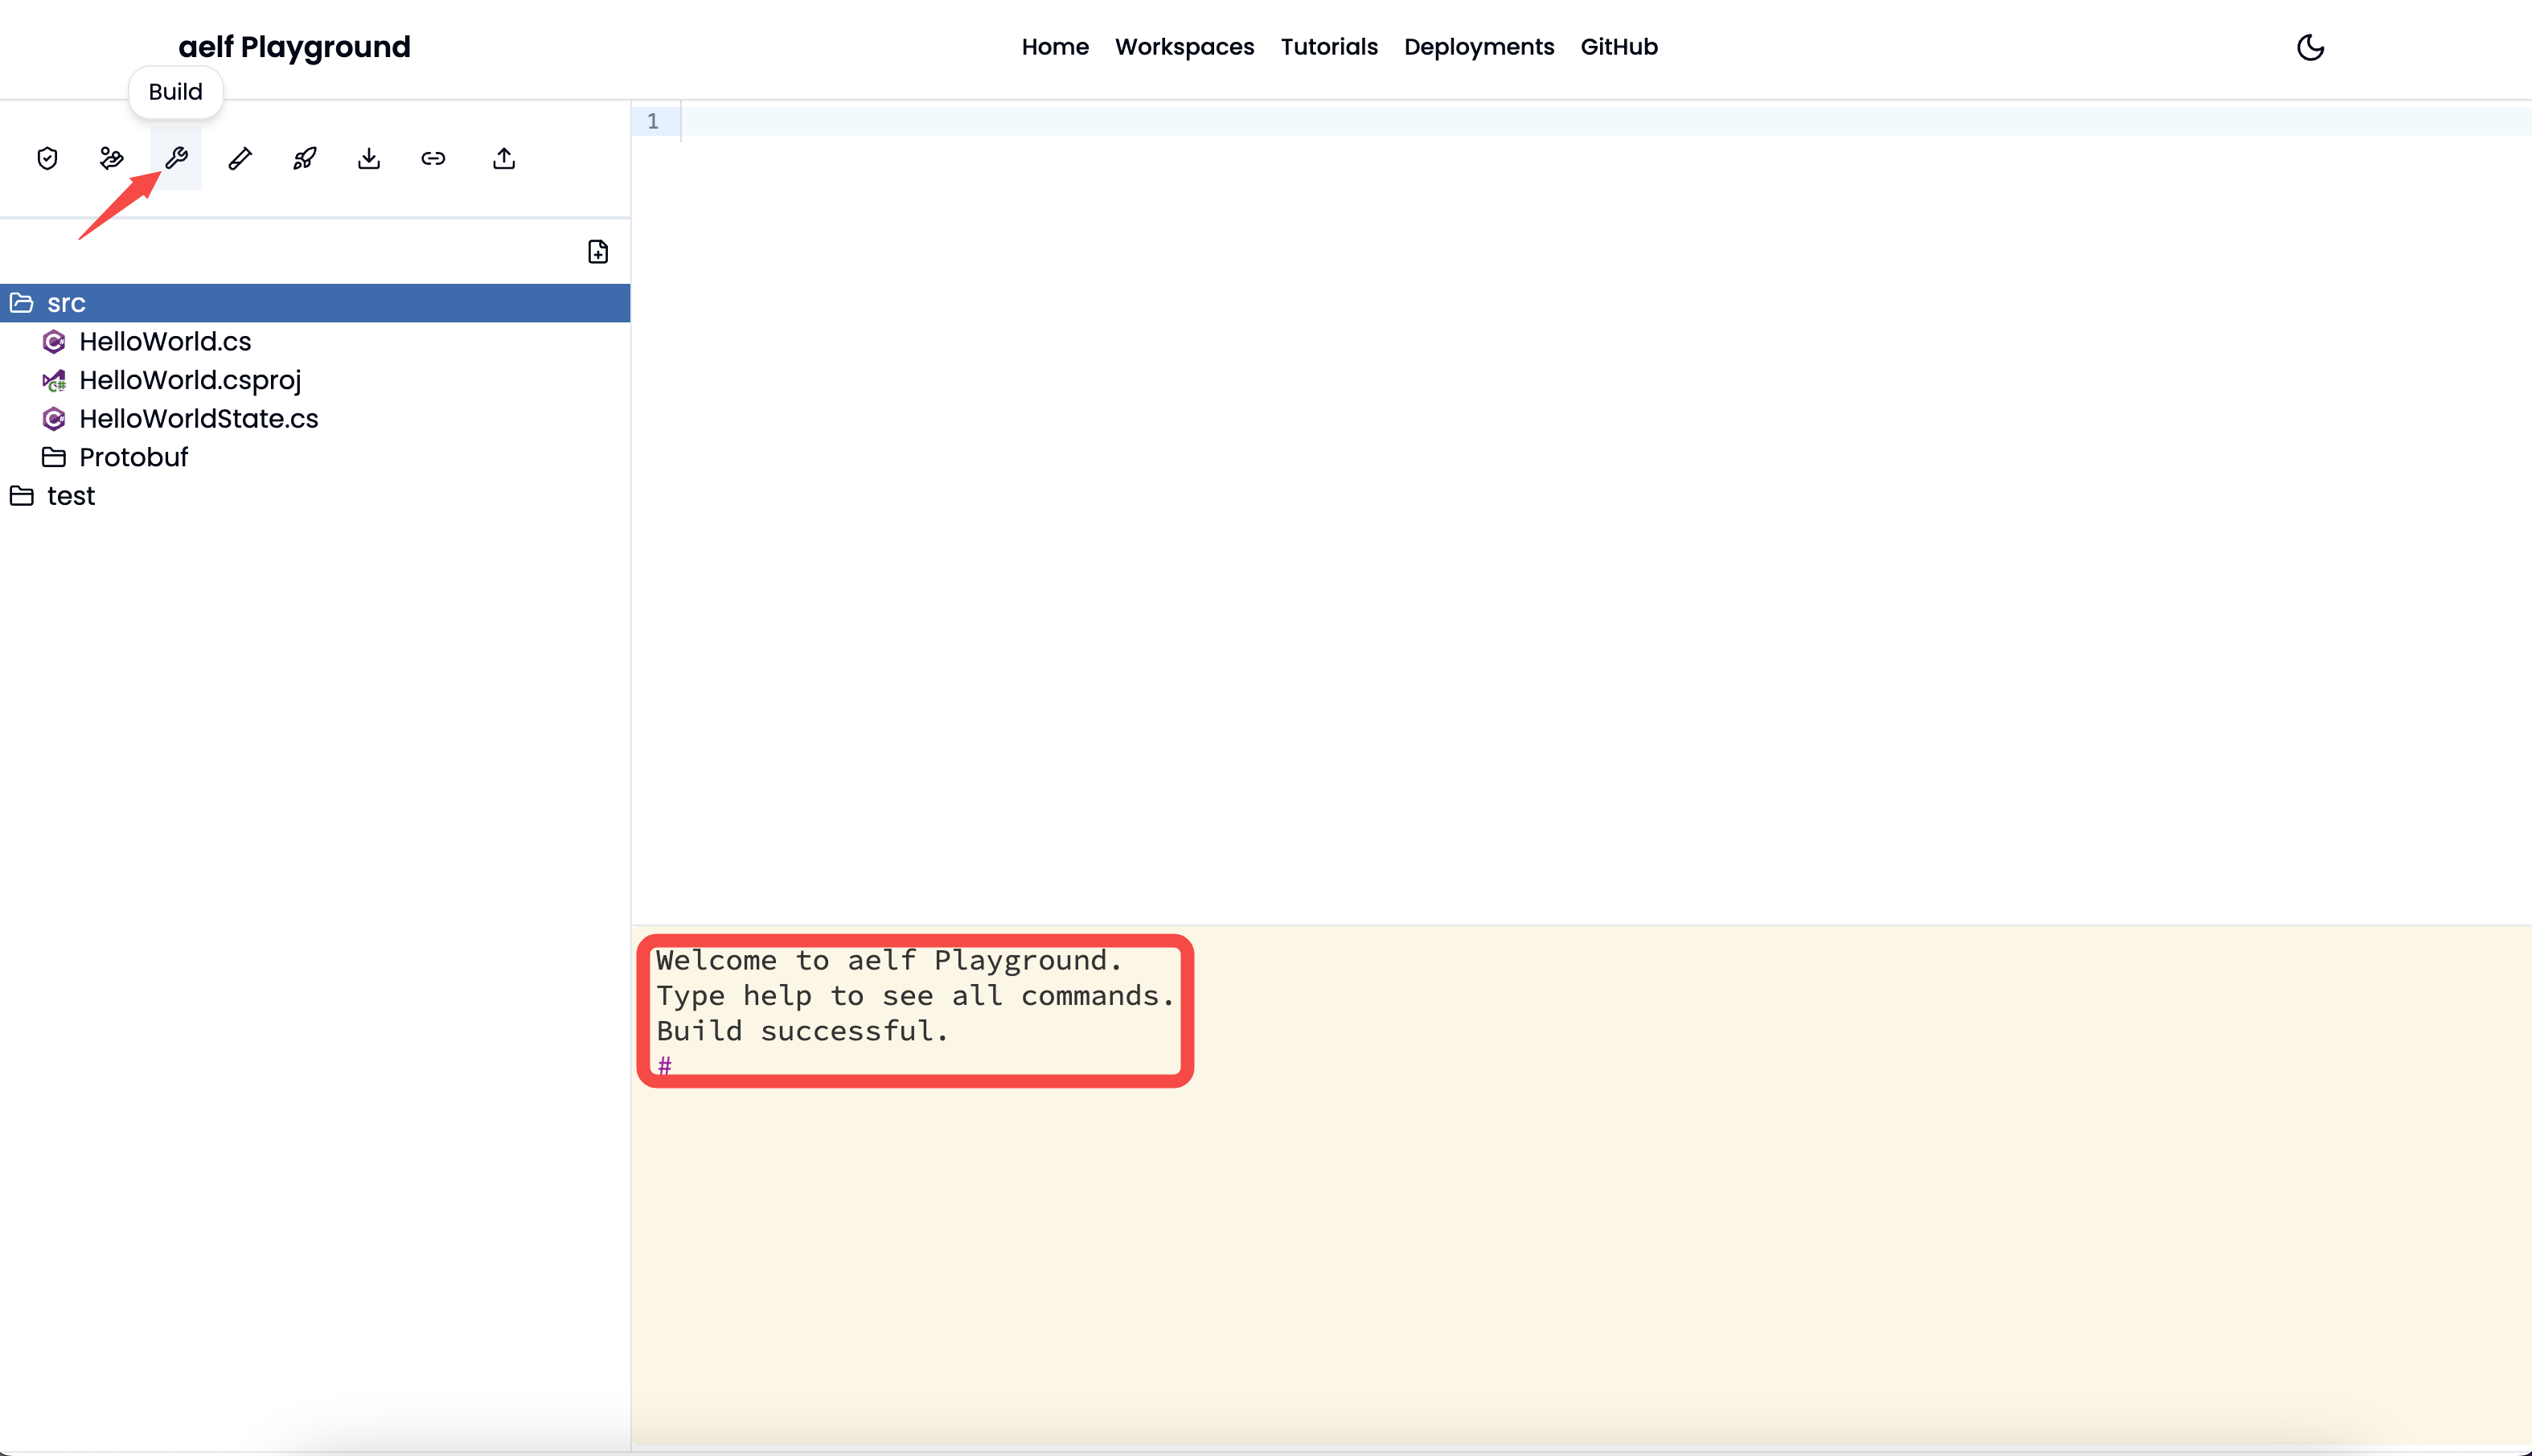 aelf Playground
Home Workspaces Tutorials Deployments GitHub
Build
1
src
HelloWorld.cs
HelloWorld.csproj
HelloWorldState.cs
Protobuf
test
Welcome to aelf Playground.
Type help to see all commands.
Build successful.
#